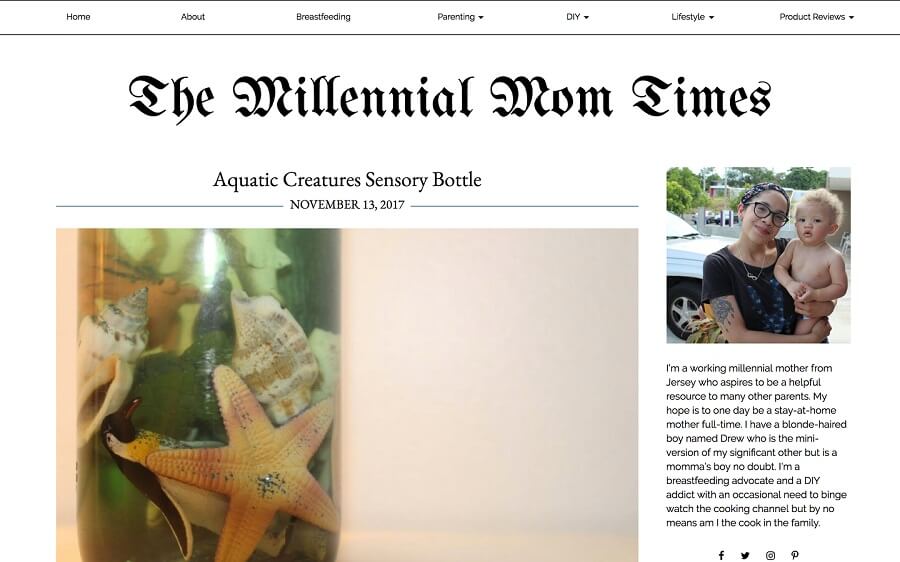 Home About Breastfeeding Parenting DIY Lifestyle Product Reviews
The Millennial Mom Times
Aquatic Creatures Sensory Bottle
NOVEMBER 13, 2017
I'm a working millennial mother from
Jersey who aspires to be a helpful
resource to many other parents. My
hope is to one day be a stay-at-home
mother full-time. I have a blonde-haired
boy named Drew who is the mini-
version of my significant other but is a
momma's boy no doubt. I'm a
breastfeeding advocate and a DIY
addict with an occasional need to binge
watch the cooking channel but by no
means am I the cook in the family.